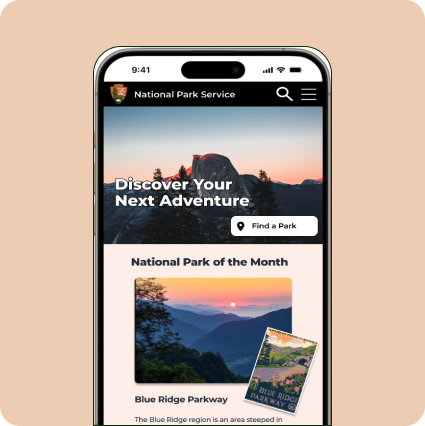 9:41
National Park Service
Discover Your
Next Adventure
Find a Park
National Park of the Month
BLUE RIDGE
PARKWAY
Blue Ridge Parkway
The Blue Ridge region is an area steeped in